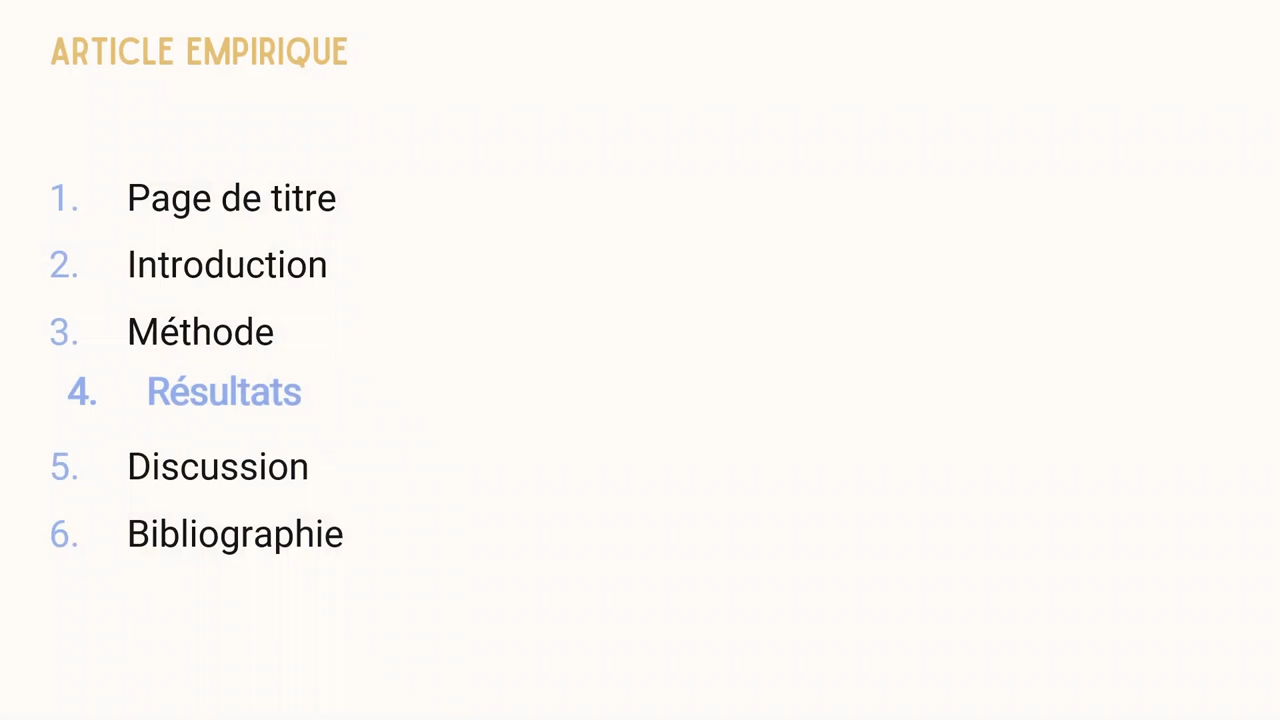 ARTICLE EMPIRIQUE
1. Page de titre
2. Introduction
3. Méthode
4. Résultats
5. Discussion
6. Bibliographie